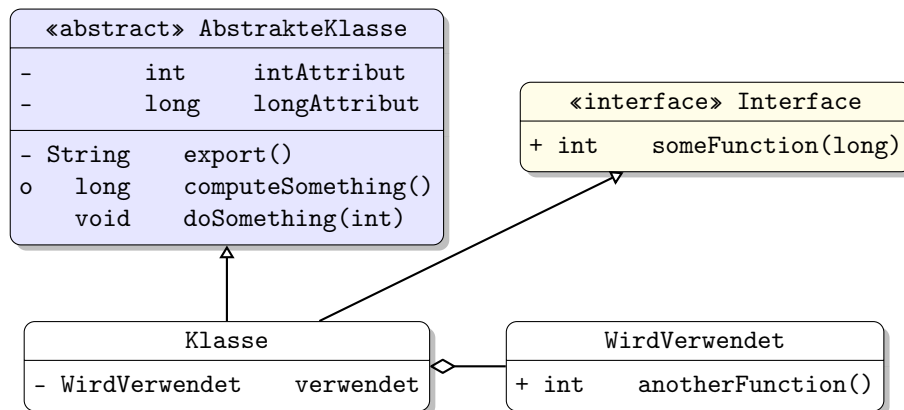 «abstract» AbstrakteKlasse
- int intAttribut
- long longAttribut
- String export()
o long computeSomething()
void doSomething(int)
«interface» Interface
+ int someFunction(long)
Klasse
- WirdVerwendet verwendet
WirdVerwendet
+ int anotherFunction()